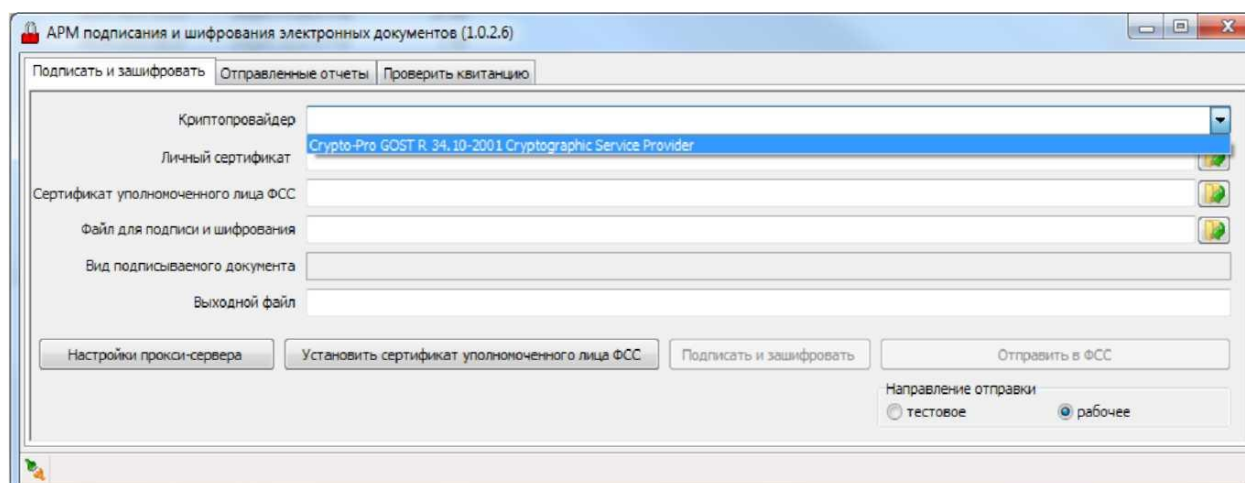 АРМ подписания и шифрования электронных документов (1.0.2.6)
Подписать и зашифровать Отправленные отчеты Проверить квитанцию
Криптопровайдер
Crypto-Pro GOST R 34.10-2001 Cryptographic Service Provider
Личный сертификат
Сертификат уполномоченного лица ФСС
Файл для подписи и шифрования
Вид подписываемого документа
Выходной файл
Настройки прокси-сервера Установить сертификат уполномоченного лица ФСС Подписать и зашифровать Отправить в ФСС
Направление отправки
тестовое рабочее